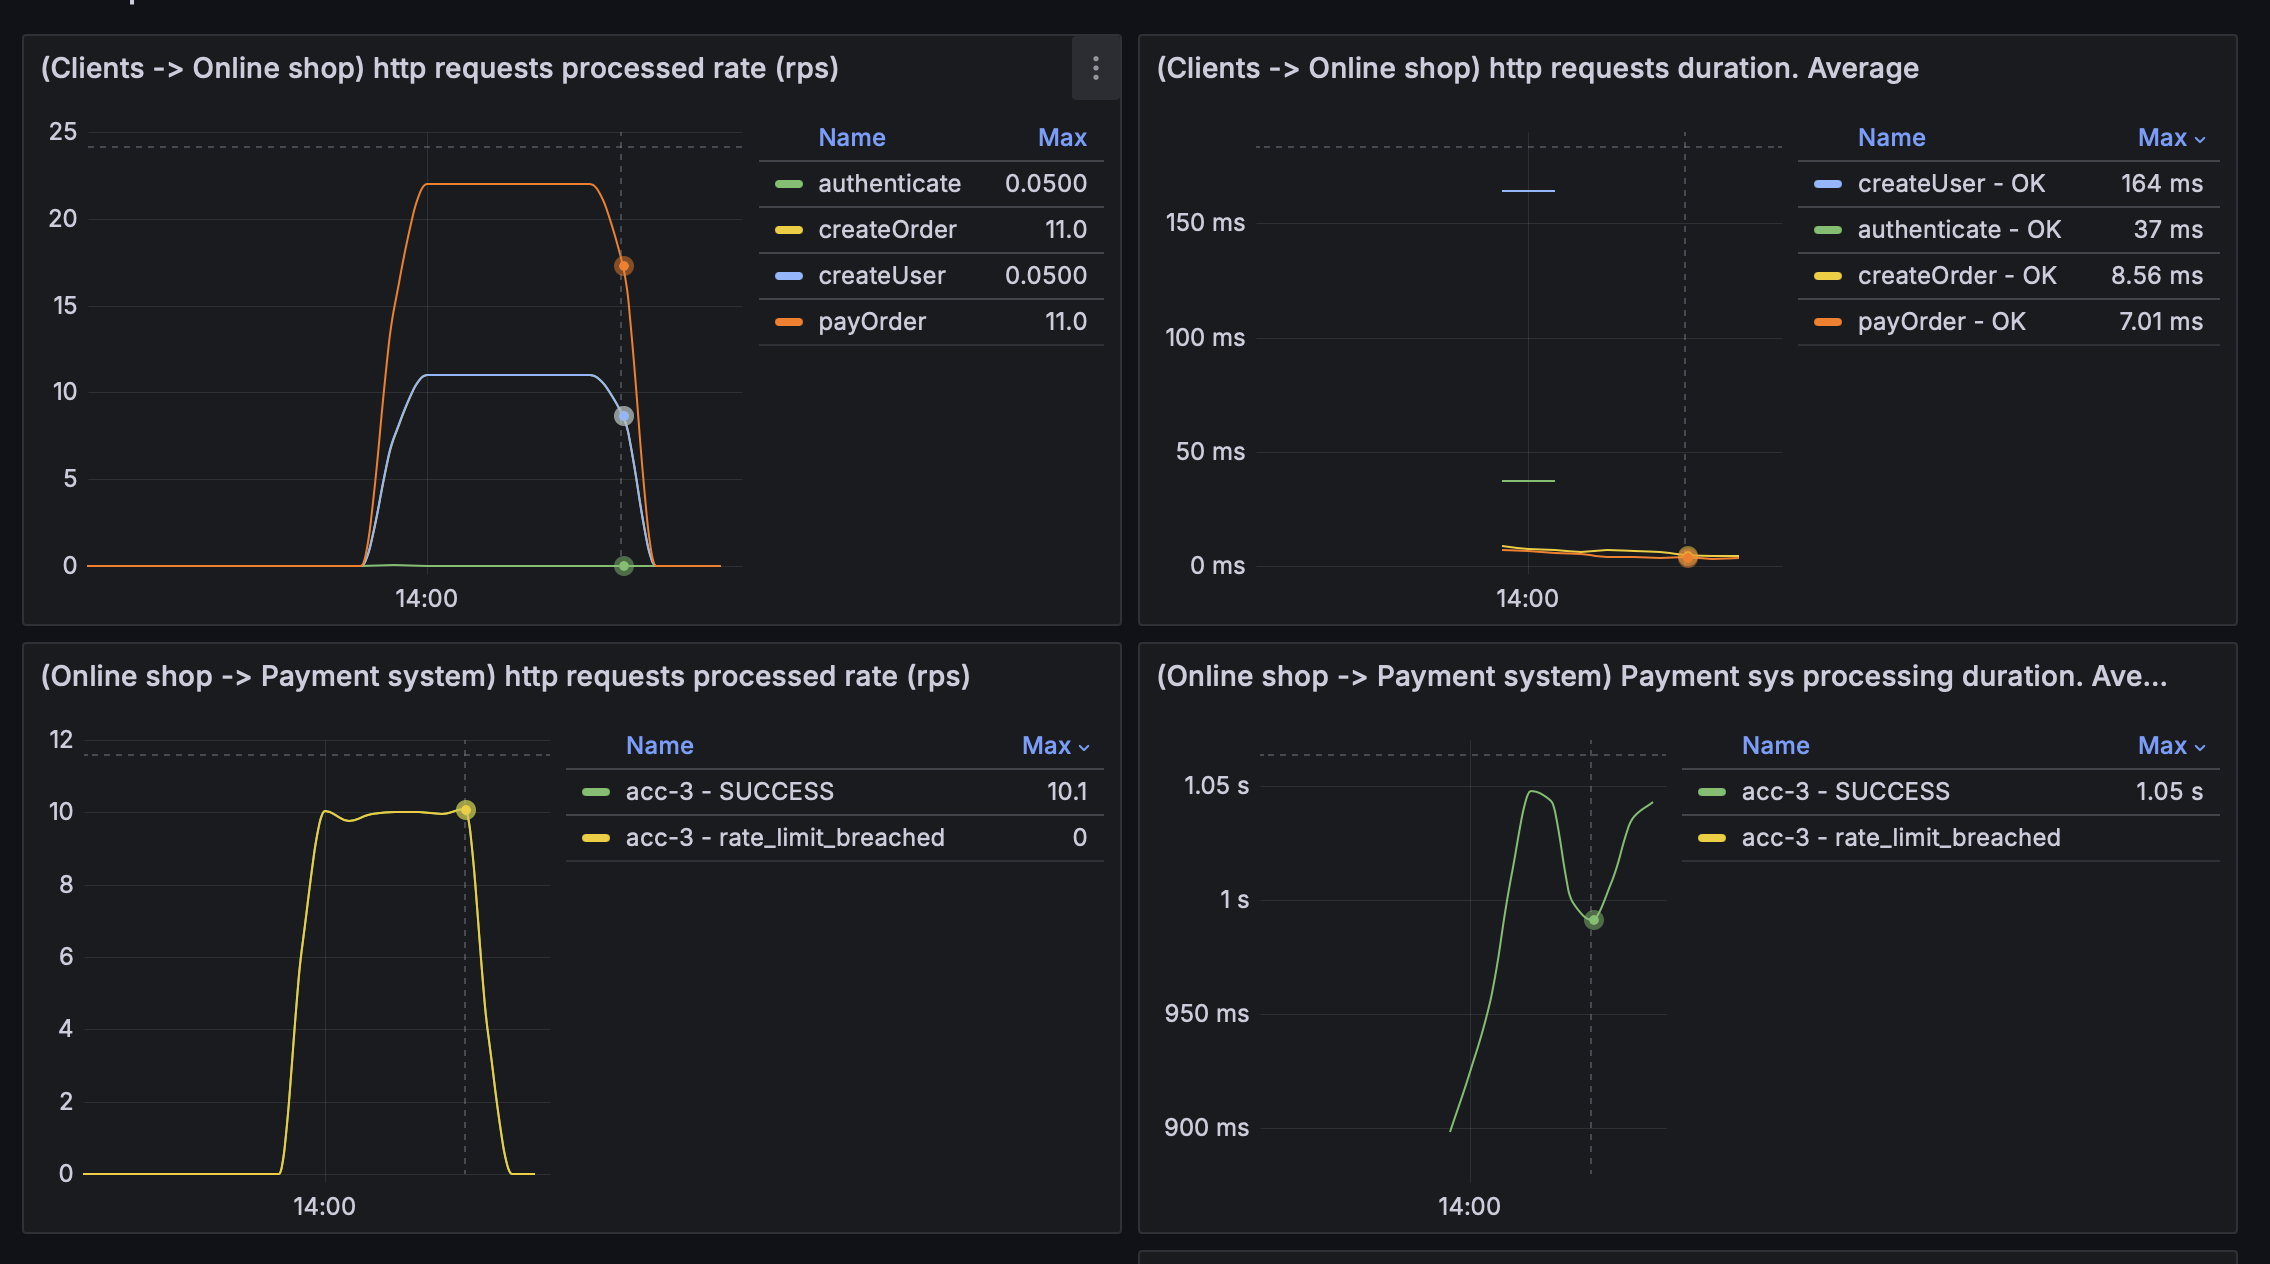 (Clients -> Online shop) http requests processed rate (rps)
25
20
15
10
5
0
14:00
Name Max
authenticate 0.0500
createOrder 11.0
createUser 0.0500
payOrder 11.0
(Clients -> Online shop) http requests duration. Average
150 ms
100 ms
50 ms
0 ms
14:00
Name Max
createUser - OK 164 ms
authenticate - OK 37 ms
createOrder - OK 8.56 ms
payOrder - OK 7.01 ms
(Online shop -> Payment system) http requests processed rate (rps)
12
10
8
6
4
2
0
14:00
Name Max
acc-3 - SUCCESS 10.1
acc-3 - rate_limit_breached 0
(Online shop -> Payment system) Payment sys processing duration. Ave...
1.05 s
1 s
950 ms
900 ms
14:00
Name Max
acc-3 - SUCCESS 1.05 s
acc-3 - rate_limit_breached